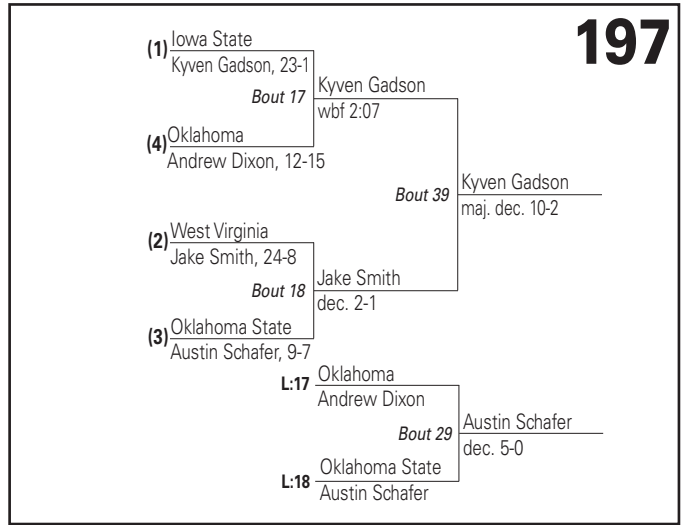 197
(1) Iowa State
Kyven Gadson, 23-1
Bout 17
Kyven Gadson
wbf 2:07
(4) Oklahoma
Andrew Dixon, 12-15
Bout 39
Kyven Gadson
maj. dec. 10-2
(2) West Virginia
Jake Smith, 24-8
Bout 18
Jake Smith
dec. 2-1
(3) Oklahoma State
Austin Schafer, 9-7
L:17 Oklahoma
Andrew Dixon
Bout 29
Austin Schafer
dec. 5-0
L:18 Oklahoma State
Austin Schafer